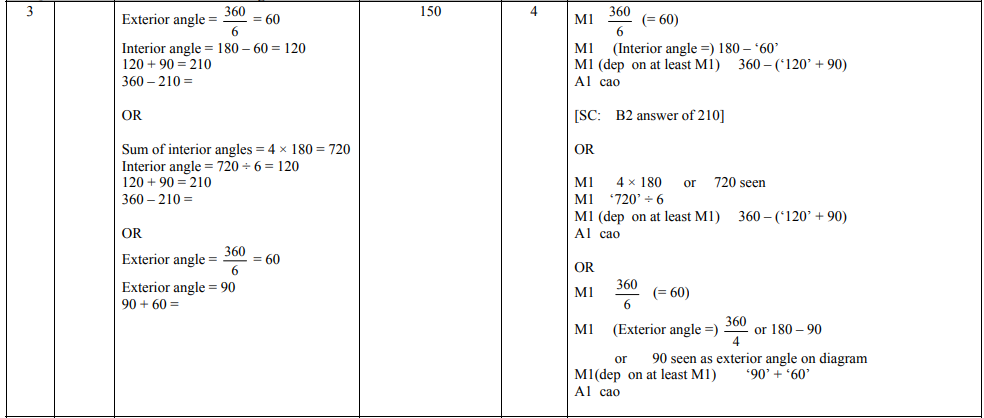 3
Exterior angle = 360/6 = 60
Interior angle = 180 – 60 = 120
120 + 90 = 210
360 – 210 =
OR
Sum of interior angles = 4 × 180 = 720
Interior angle = 720 ÷ 6 = 120
120 + 90 = 210
360 – 210 =
OR
Exterior angle = 360/6 = 60
Exterior angle = 90
90 + 60 =
150
4
M1 360/6 (= 60)
M1 (Interior angle =) 180 – ‘60’
M1 (dep on at least M1) 360 – (‘120’ + 90)
A1 cao
[SC: B2 answer of 210]
OR
M1 4 × 180 or 720 seen
M1 ‘720’ ÷ 6
M1 (dep on at least M1) 360 – (‘120’ + 90)
A1 cao
OR
M1 360/6 (= 60)
M1 (Exterior angle =) 360/4 or 180 – 90
or 90 seen as exterior angle on diagram
M1(dep on at least M1) ‘90’ + ‘60’
A1 cao